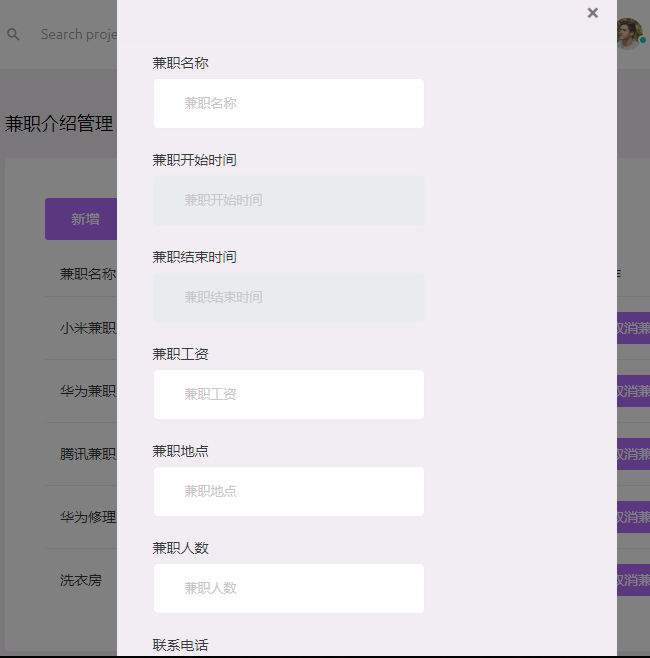 ×
Search proje
兼职名称
兼职名称
兼职介绍管理
兼职开始时间
兼职开始时间
新增
兼职结束时间
兼职名称
兼职结束时间
小米兼职
取消兼
兼职工资
华为兼职
兼职工资
取消兼
兼职地点
腾讯兼职
取消兼
兼职地点
华为修理
取消兼
兼职人数
洗衣房
兼职人数
取消兼
联系电话